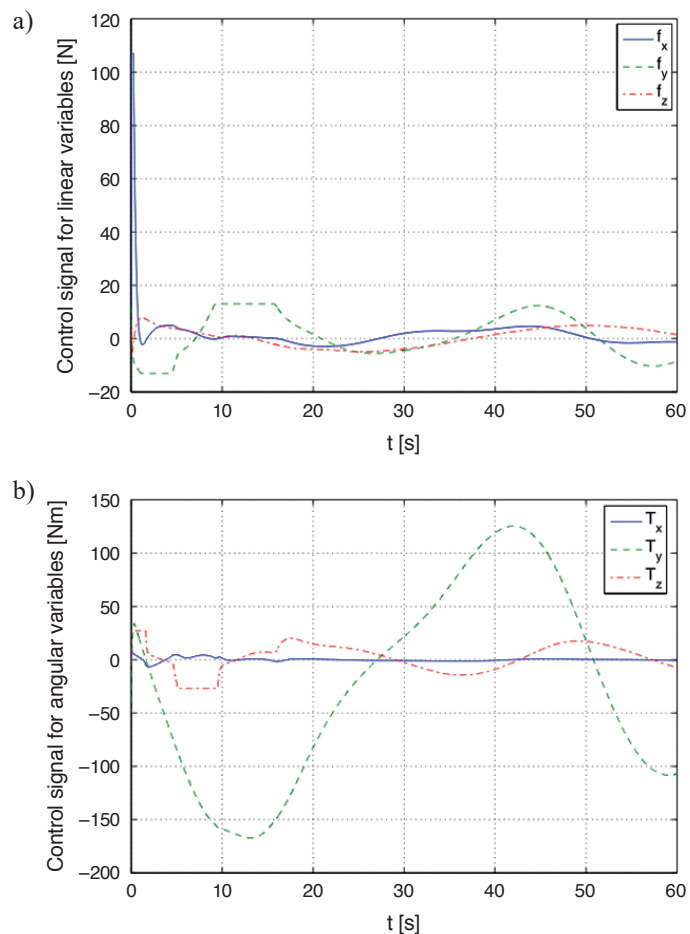 a)
Control signal for linear variables [N]
120
100
80
60
40
20
0
−20
0 10 20 30 40 50 60
t [s]
f_x
f_y
f_z
b)
Control signal for angular variables [Nm]
150
100
50
0
−50
−100
−150
−200
0 10 20 30 40 50 60
t [s]
T_x
T_y
T_z